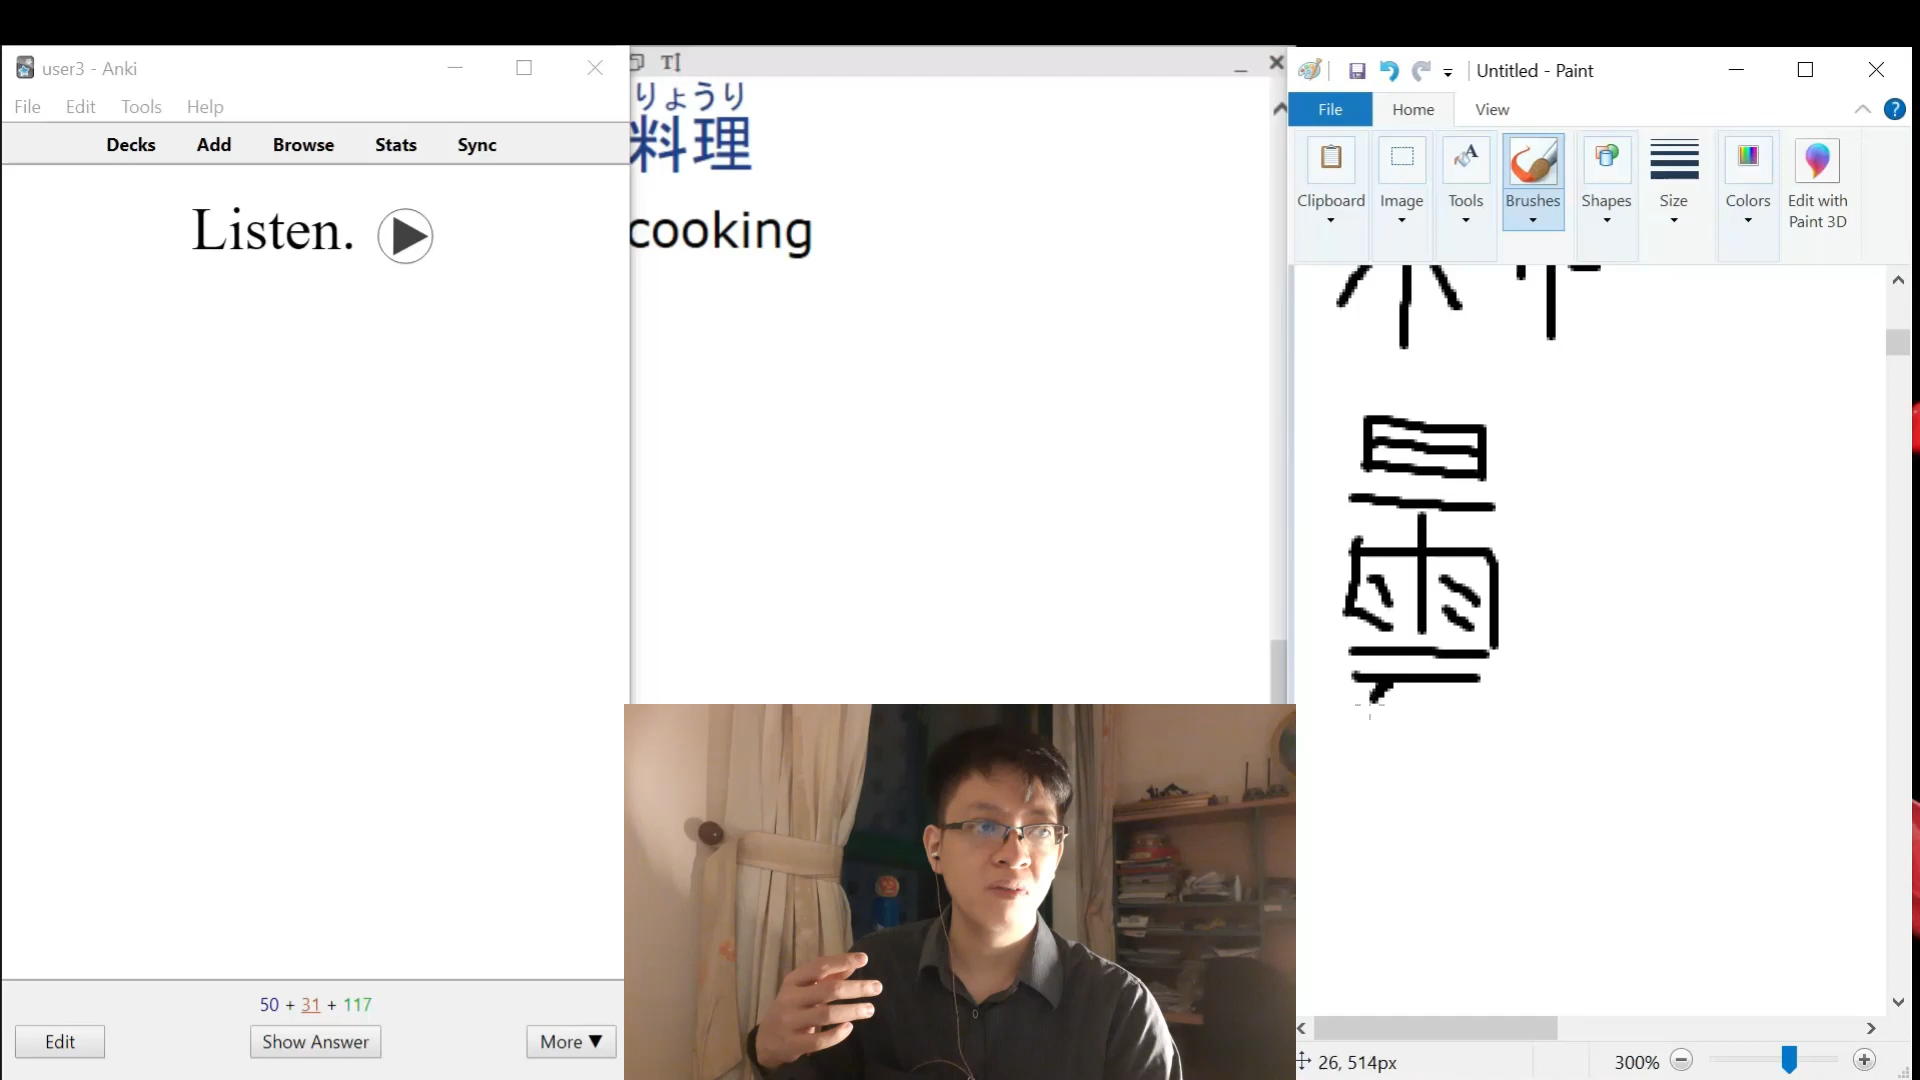 user3 - Anki
File Edit Tools Help
Decks Add Browse Stats Sync
Listen.
50 + 31 + 117
Edit Show Answer More ▼
りょうり
料理
cooking
Untitled - Paint
File Home View
Clipboard Image Tools Brushes Shapes Size Colors Edit with Paint 3D
26, 514px
300%